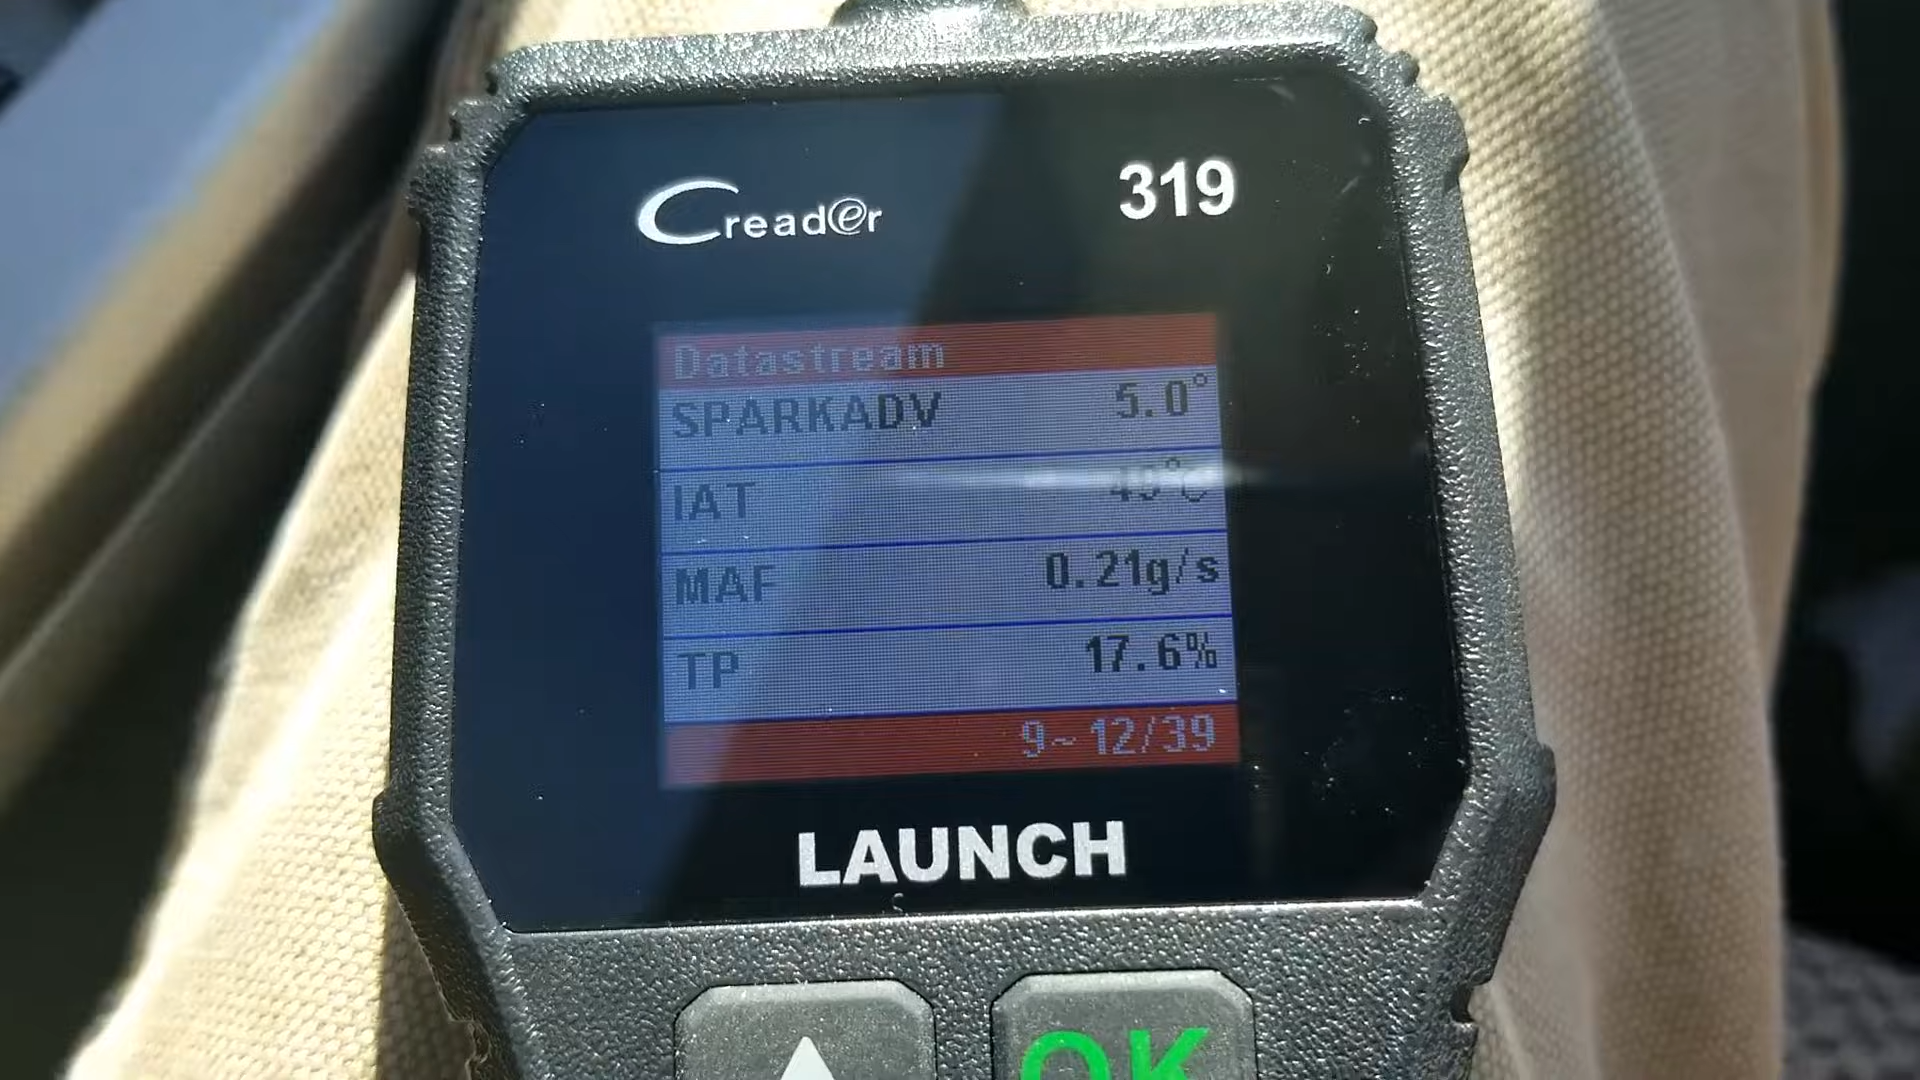 Creader 319
Datastream
SPARKADV 5.0°
IAT
MAF 0.21g/s
TP 17.6%
9~12/39
LAUNCH
OK